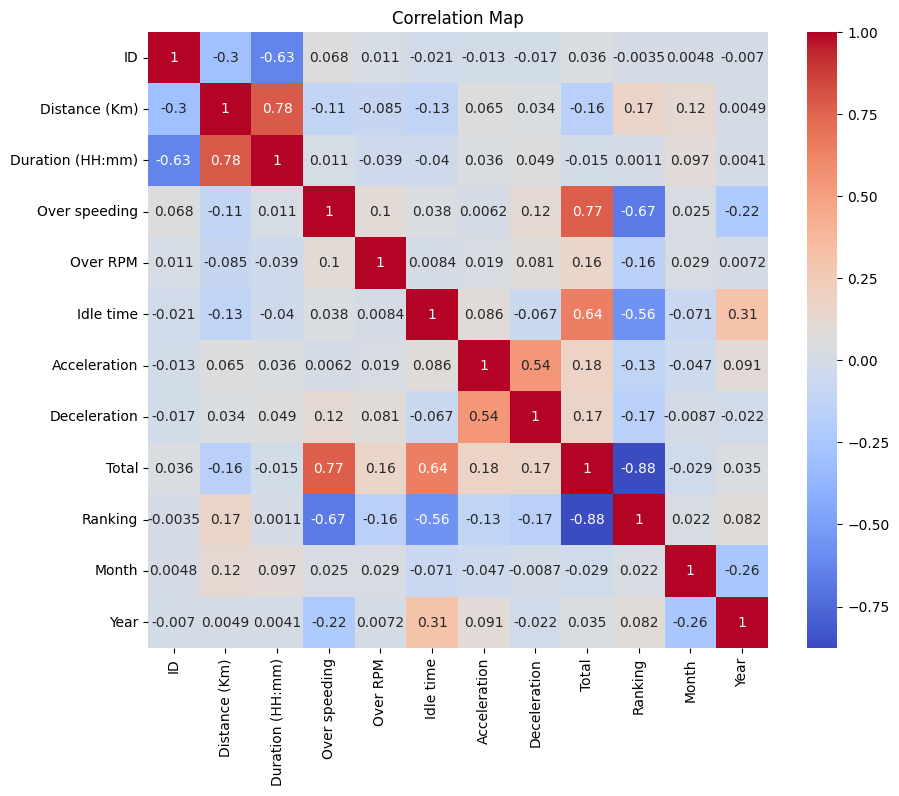 Correlation Map
ID 1 -0.3 -0.63 0.068 0.011 -0.021 -0.013 -0.017 0.036 -0.0035 0.0048 -0.007
Distance (Km) -0.3 1 0.78 -0.11 -0.085 -0.13 0.065 0.034 -0.16 0.17 0.12 0.0049
Duration (HH:mm) -0.63 0.78 1 0.011 -0.039 -0.04 0.036 0.049 -0.015 0.0011 0.097 0.0041
Over speeding 0.068 -0.11 0.011 1 0.1 0.038 0.0062 0.12 0.77 -0.67 0.025 -0.22
Over RPM 0.011 -0.085 -0.039 0.1 1 0.0084 0.019 0.081 0.16 -0.16 0.029 0.0072
Idle time -0.021 -0.13 -0.04 0.038 0.0084 1 0.086 -0.067 0.64 -0.56 -0.071 0.31
Acceleration -0.013 0.065 0.036 0.0062 0.019 0.086 1 0.54 0.18 -0.13 -0.047 0.091
Deceleration -0.017 0.034 0.049 0.12 0.081 -0.067 0.54 1 0.17 -0.17 -0.0087 -0.022
Total 0.036 -0.16 -0.015 0.77 0.16 0.64 0.18 0.17 1 -0.88 -0.029 0.035
Ranking -0.0035 0.17 0.0011 -0.67 -0.16 -0.56 -0.13 -0.17 -0.88 1 0.022 0.082
Month 0.0048 0.12 0.097 0.025 0.029 -0.071 -0.047 -0.0087 -0.029 0.022 1 -0.26
Year -0.007 0.0049 0.0041 -0.22 0.0072 0.31 0.091 -0.022 0.035 0.082 -0.26 1
ID
Distance (Km)
Duration (HH:mm)
Over speeding
Over RPM
Idle time
Acceleration
Deceleration
Total
Ranking
Month
Year
1.00
0.75
0.50
0.25
0.00
−0.25
−0.50
−0.75